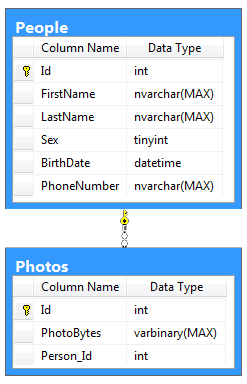 People
Column Name Data Type
Id int
FirstName nvarchar(MAX)
LastName nvarchar(MAX)
Sex tinyint
BirthDate datetime
PhoneNumber nvarchar(MAX)
Photos
Column Name Data Type
Id int
PhotoBytes varbinary(MAX)
Person_Id int